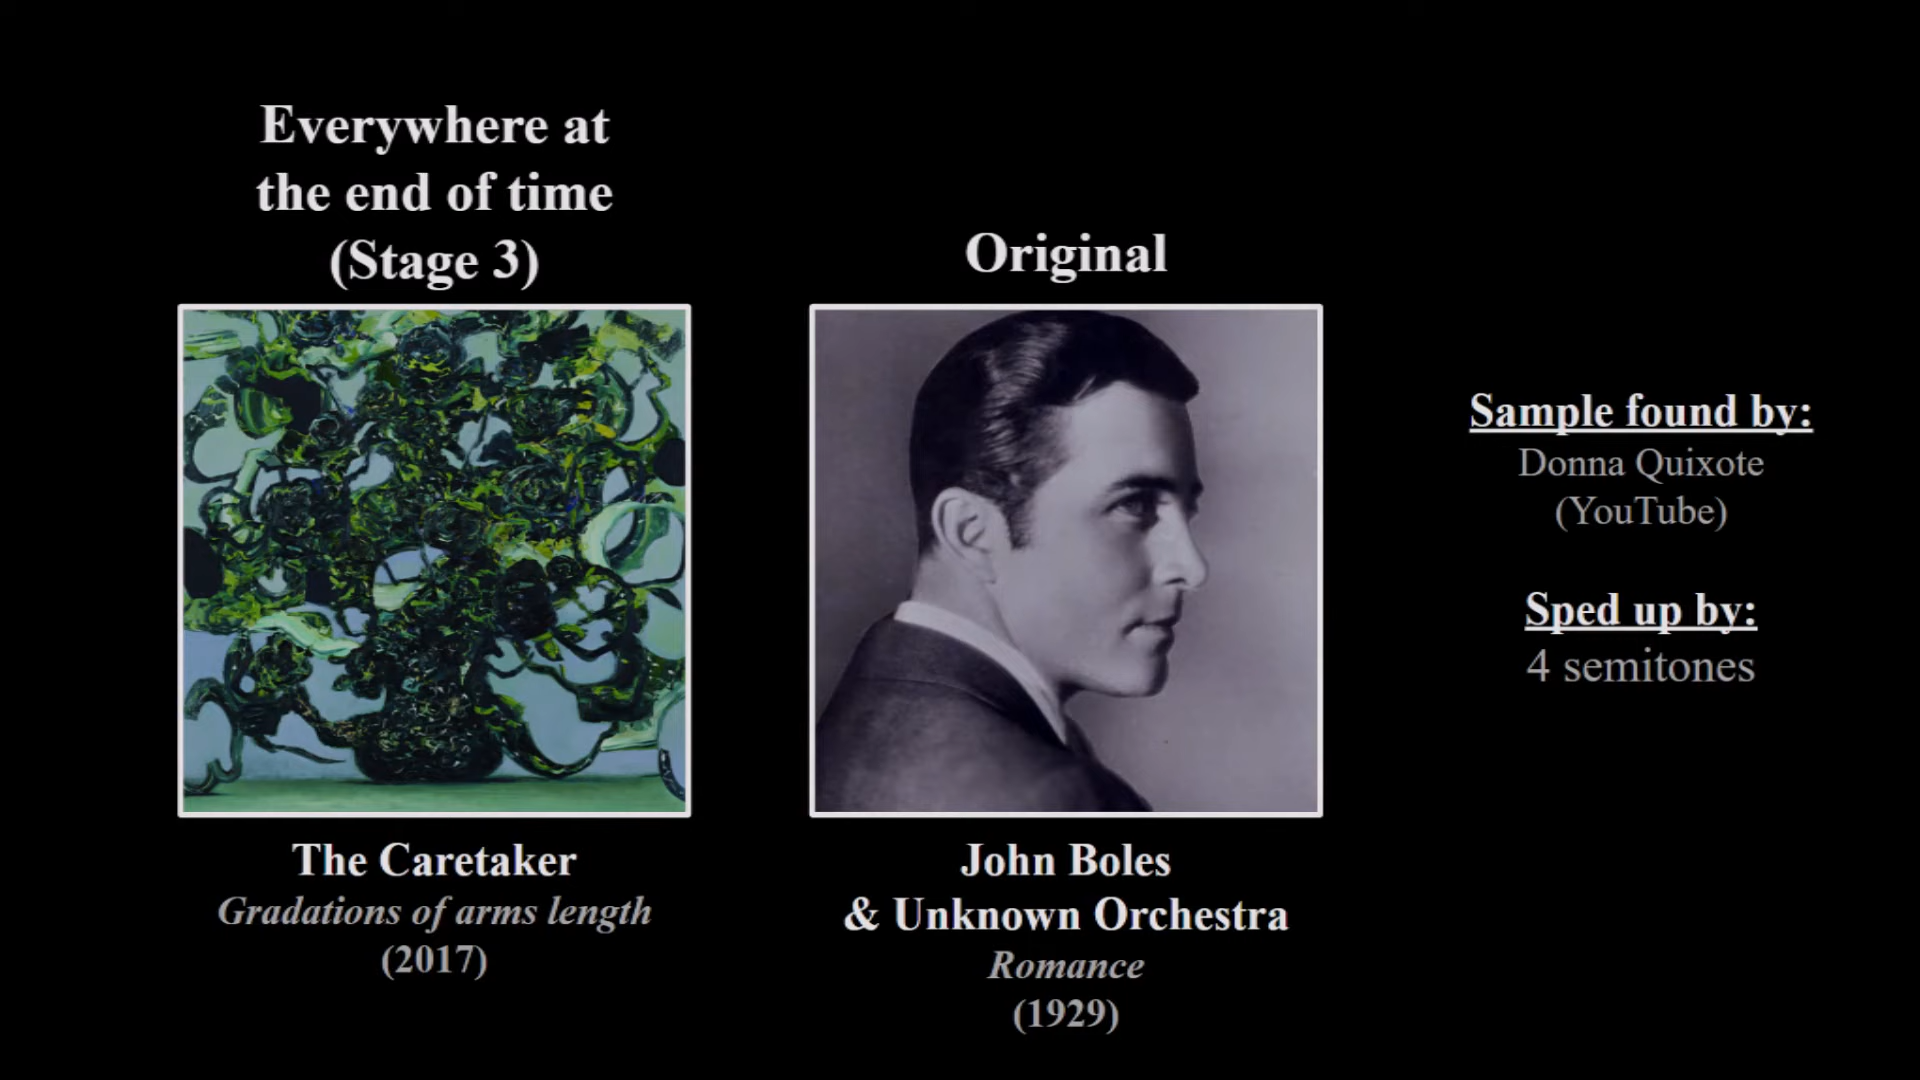 Everywhere at
the end of time
(Stage 3)
The Caretaker
Gradations of arms length
(2017)
Original
John Boles
& Unknown Orchestra
Romance
(1929)
Sample found by:
Donna Quixote
(YouTube)
Sped up by:
4 semitones